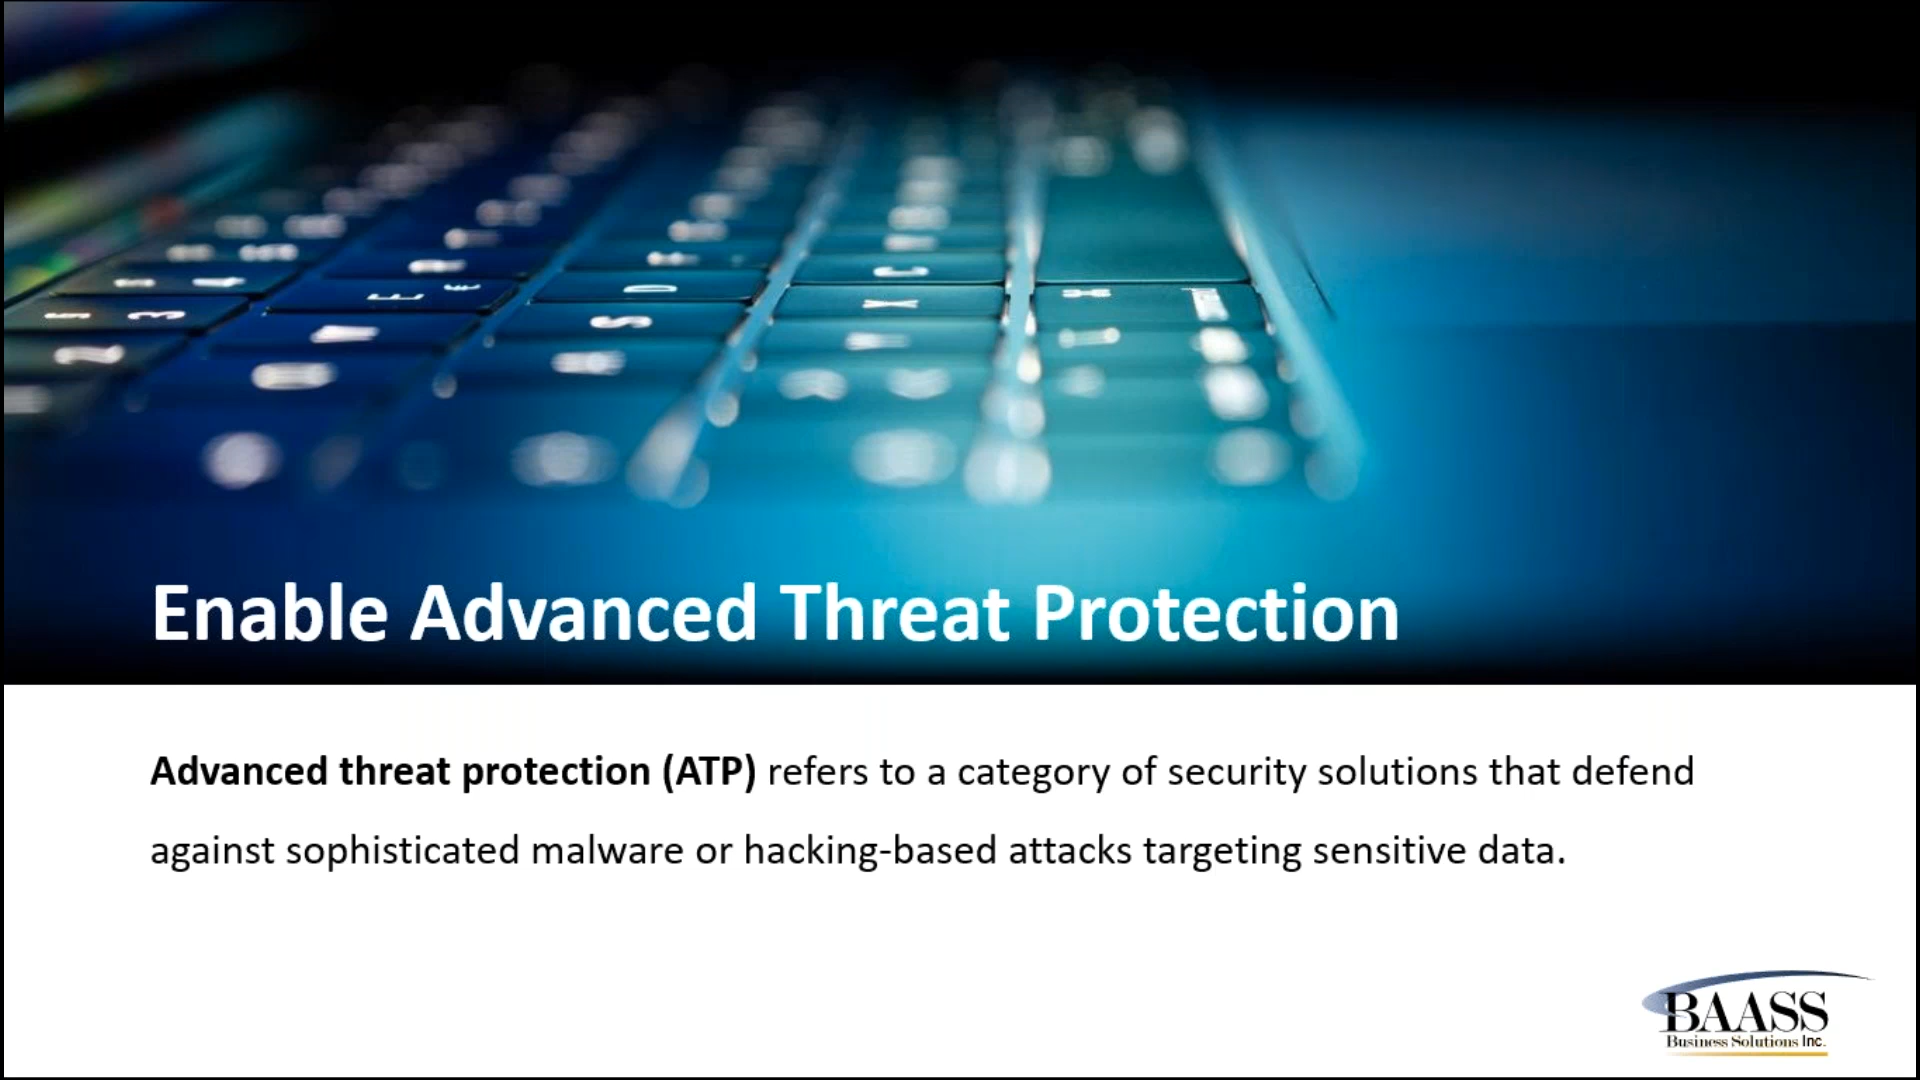 Enable Advanced Threat Protection
Advanced threat protection (ATP) refers to a category of security solutions that defend
against sophisticated malware or hacking-based attacks targeting sensitive data.
BAASS
Business Solutions Inc.